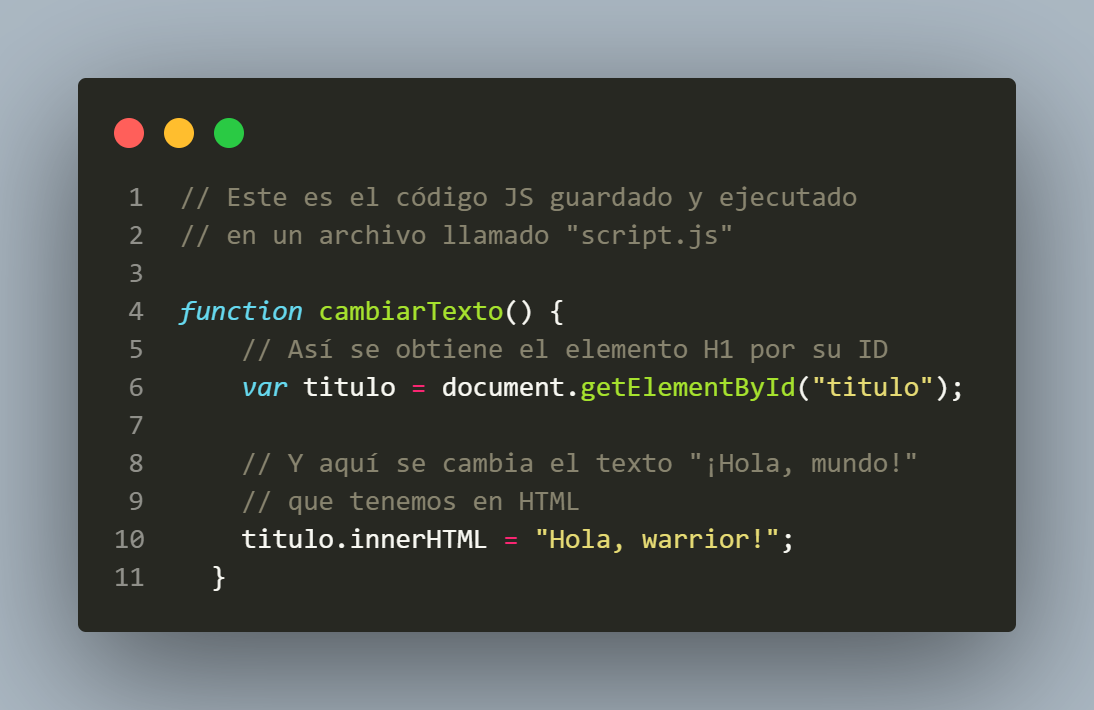 1 // Este es el código JS guardado y ejecutado
2 // en un archivo llamado "script.js"
3
4 function cambiarTexto() {
5     // Así se obtiene el elemento H1 por su ID
6     var titulo = document.getElementById("titulo");
7
8     // Y aquí se cambia el texto "¡Hola, mundo!"
9     // que tenemos en HTML
10     titulo.innerHTML = "Hola, warrior!";
11   }